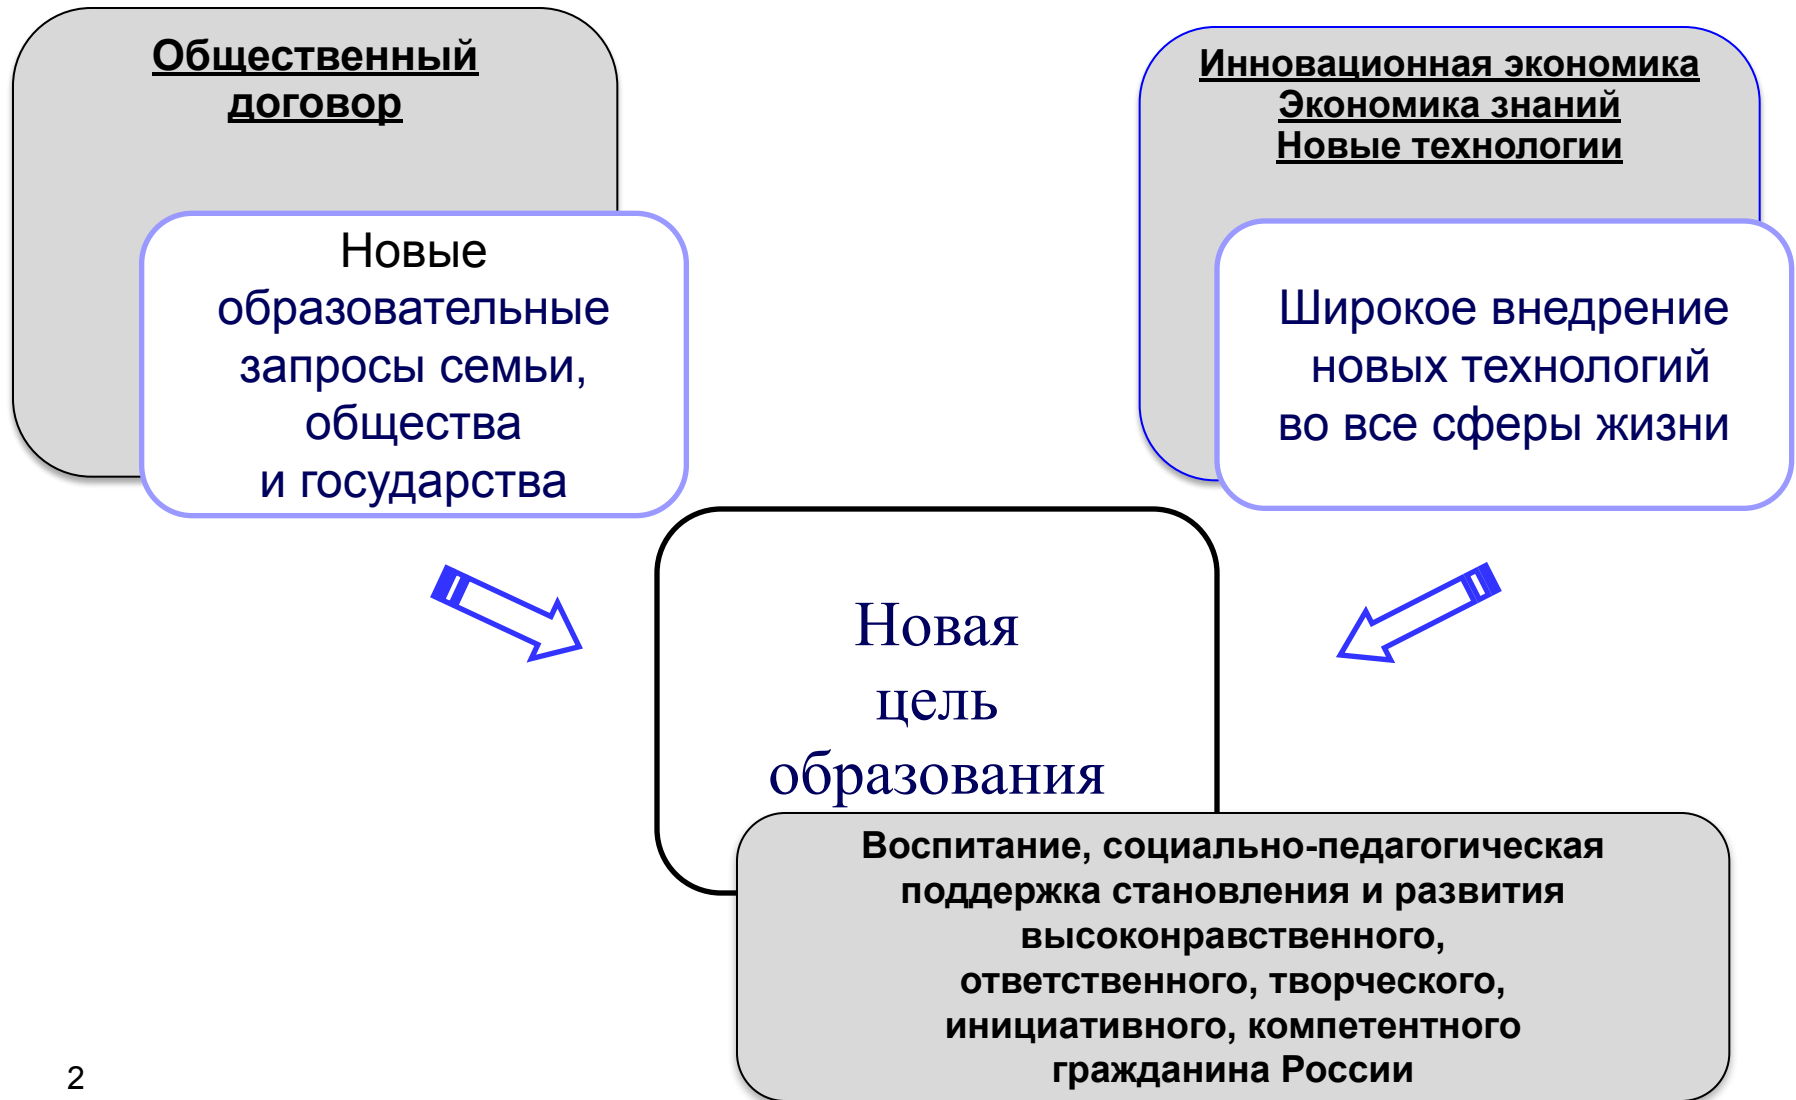 Общественный
договор
Новые
образовательные
запросы семьи,
общества
и государства
Инновационная экономика
Экономика знаний
Новые технологии
Широкое внедрение
новых технологий
во все сферы жизни
Новая
цель
образования
Воспитание, социально-педагогическая
поддержка становления и развития
высоконравственного,
ответственного, творческого,
инициативного, компетентного
гражданина России
2